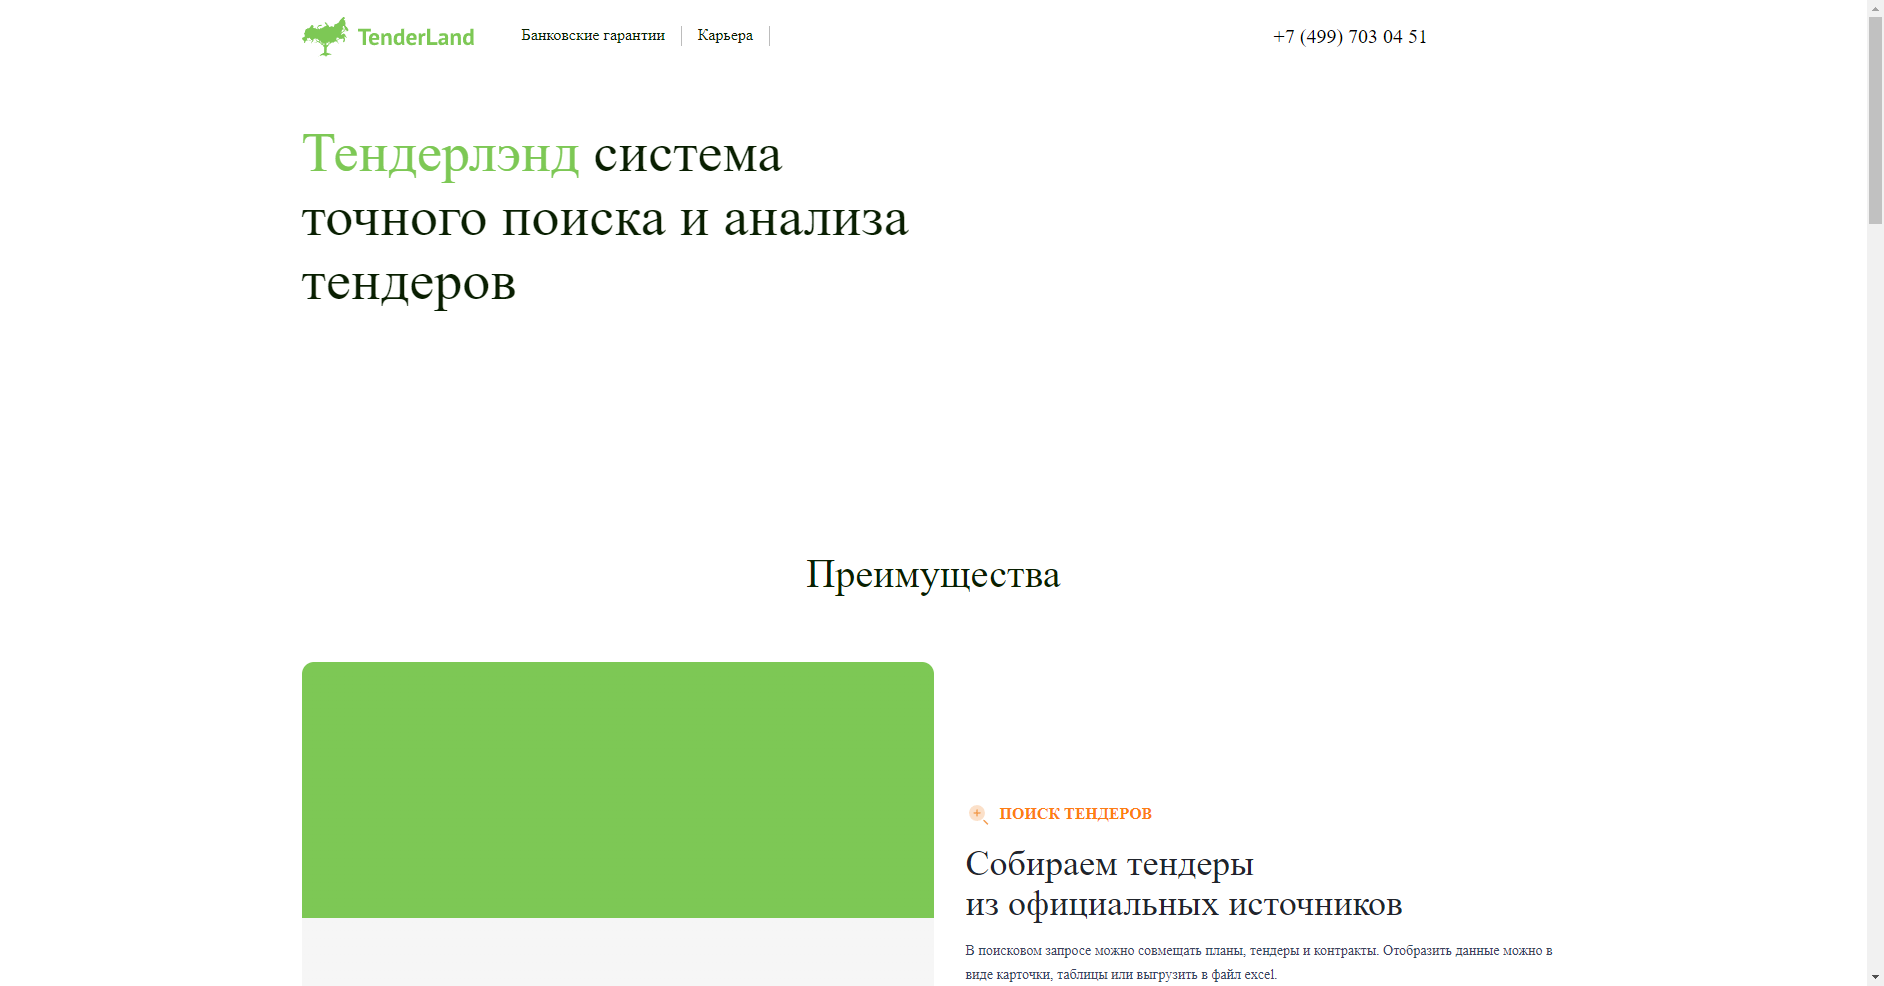 TenderLand
Банковские гарантии
Карьера
+7 (499) 703 04 51
Тендерлэнд система
точного поиска и анализа
тендеров
Преимущества
ПОИСК ТЕНДЕРОВ
Собираем тендеры
из официальных источников
В поисковом запросе можно совмещать планы, тендеры и контракты. Отобразить данные можно в
виде карточки, таблицы или выгрузить в файл excel.